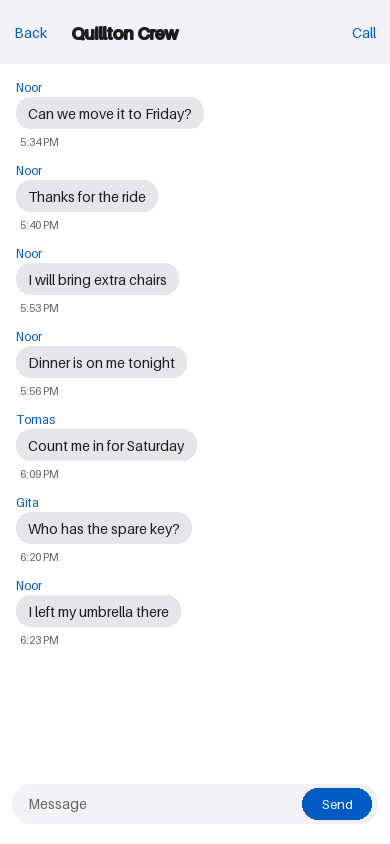 Back Quillton Crew Call
Noor
Can we move it to Friday?
5:34 PM
Noor
Thanks for the ride
5:40 PM
Noor
I will bring extra chairs
5:53 PM
Noor
Dinner is on me tonight
5:56 PM
Tomas
Count me in for Saturday
6:09 PM
Gita
Who has the spare key?
6:20 PM
Noor
I left my umbrella there
6:23 PM
Message Send